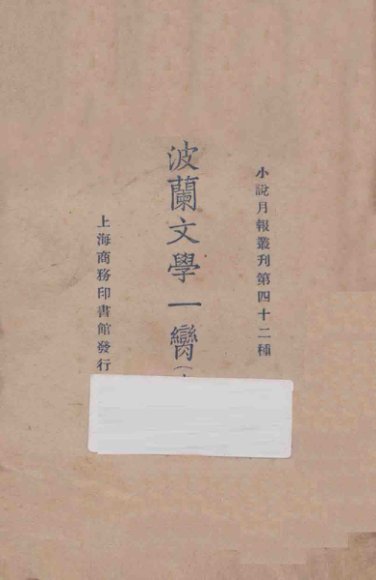 小說月報叢刊第四十二種
波蘭文學一臠（
上海商務印書館發行